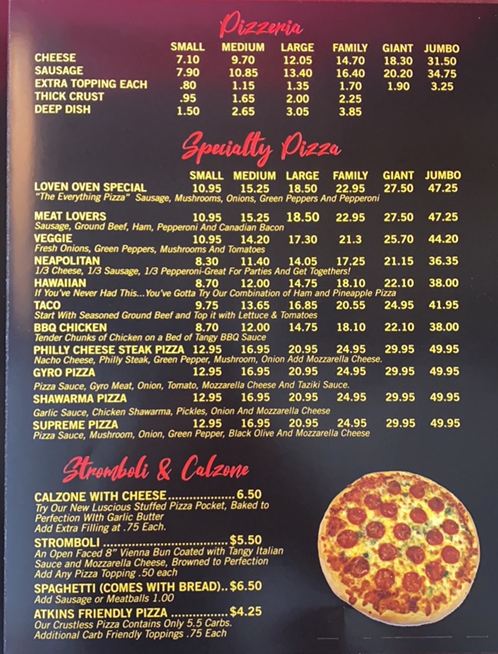 Pizzeria
SMALL MEDIUM LARGE FAMILY GIANT JUMBO
CHEESE 7.10 9.70 12.05 14.70 18.30 31.50
SAUSAGE 7.90 10.85 13.40 16.40 20.20 34.75
EXTRA TOPPING EACH .80 1.15 1.35 1.70 1.90 3.25
THICK CRUST .95 1.65 2.00 2.25
DEEP DISH 1.50 2.65 3.05 3.85
Specialty Pizza
SMALL MEDIUM LARGE FAMILY GIANT JUMBO
LOVEN OVEN SPECIAL 10.95 15.25 18.50 22.95 27.50 47.25
"The Everything Pizza" Sausage, Mushrooms, Onions, Green Peppers And Pepperoni
MEAT LOVERS 10.95 15.25 18.50 22.95 27.50 47.25
Sausage, Ground Beef, Ham, Pepperoni And Canadian Bacon
VEGGIE 10.95 14.20 17.30 21.3 25.70 44.20
Fresh Onions, Green Peppers, Mushrooms And Tomatoes
NEAPOLITAN 8.30 11.40 14.05 17.25 21.15 36.35
1/3 Cheese, 1/3 Sausage, 1/3 Pepperoni-Great For Parties And Get Togethers!
HAWAIIAN 8.70 12.00 14.75 18.10 22.10 38.00
If You've Never Had This...You've Gotta Try Our Combination of Ham and Pineapple Pizza
TACO 9.75 13.65 16.85 20.55 24.95 41.95
Start With Seasoned Ground Beef and Top it with Lettuce & Tomatoes
BBQ CHICKEN 8.70 12.00 14.75 18.10 22.10 38.00
Tender Chunks of Chicken on a Bed of Tangy BBQ Sauce
PHILLY CHEESE STEAK PIZZA 12.95 16.95 20.95 24.95 29.95 49.95
Nacho Cheese, Philly Steak, Green Pepper, Mushroom, Onion Add Mozzarella Cheese.
GYRO PIZZA 12.95 16.95 20.95 24.95 29.95 49.95
Pizza Sauce, Gyro Meat, Onion, Tomato, Mozzarella Cheese And Taziki Sauce.
SHAWARMA PIZZA 12.95 16.95 20.95 24.95 29.95 49.95
Garlic Sauce, Chicken Shawarma, Pickles, Onion And Mozzarella Cheese
SUPREME PIZZA 12.95 16.95 20.95 24.95 29.95 49.95
Pizza Sauce, Mushroom, Onion, Green Pepper, Black Olive And Mozzarella Cheese
Stromboli & Calzone
CALZONE WITH CHEESE...................6.50
Try Our New Luscious Stuffed Pizza Pocket, Baked to
Perfection With Garlic Butter
Add Extra Filling at .75 Each.
STROMBOLI ..................................$5.50
An Open Faced 8" Vienna Bun Coated with Tangy Italian
Sauce and Mozzarella Cheese, Browned to Perfection
Add Any Pizza Topping .50 each
SPAGHETTI (COMES WITH BREAD)..$6.50
Add Sausage or Meatballs 1.00
ATKINS FRIENDLY PIZZA ...............$4.25
Our Crustless Pizza Contains Only 5.5 Carbs.
Additional Carb Friendly Toppings .75 Each